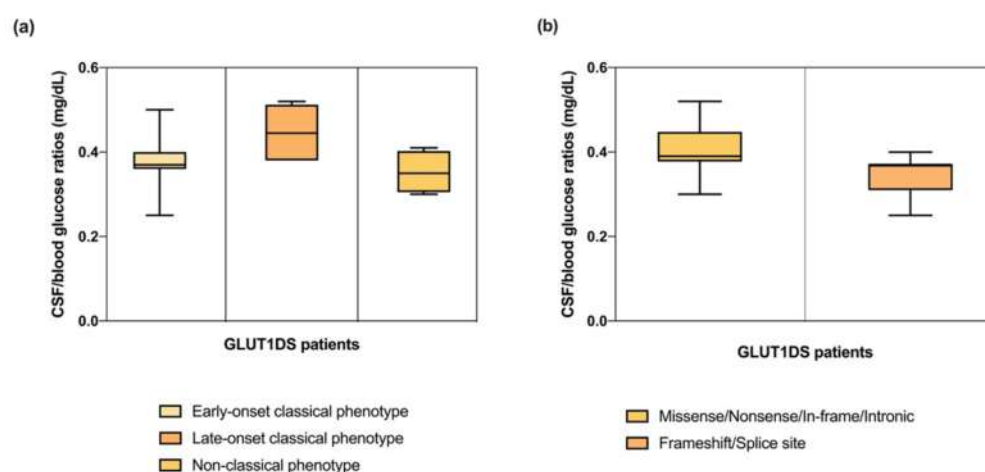 (a)
CSF/blood glucose ratios (mg/dL)
0.6
0.4
0.2
0.0
GLUT1DS patients
Early-onset classical phenotype
Late-onset classical phenotype
Non-classical phenotype
(b)
CSF/blood glucose ratios (mg/dL)
0.6
0.4
0.2
0.0
GLUT1DS patients
Missense/Nonsense/In-frame/Intronic
Frameshift/Splice site